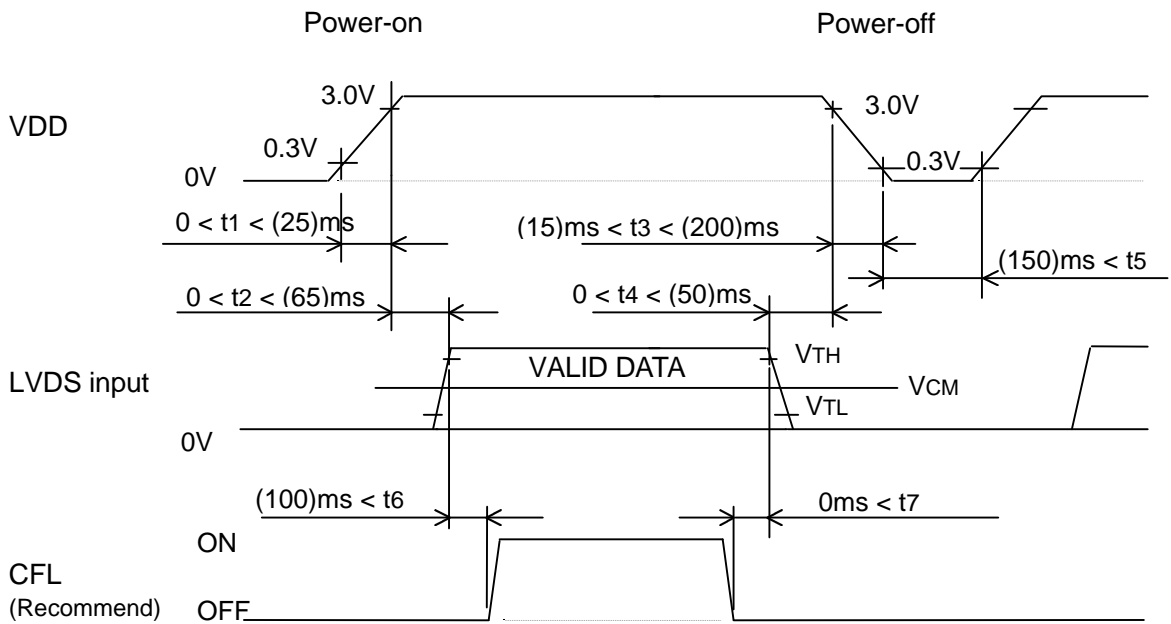 Power-on
Power-off
VDD
3.0V
3.0V
0.3V
0.3V
0V
0 < t1 < (25)ms
(15)ms < t3 < (200)ms
(150)ms < t5
0 < t2 < (65)ms
0 < t4 < (50)ms
LVDS input
VALID DATA
VTH
VCM
VTL
0V
(100)ms < t6
0ms < t7
CFL
(Recommend)
ON
OFF